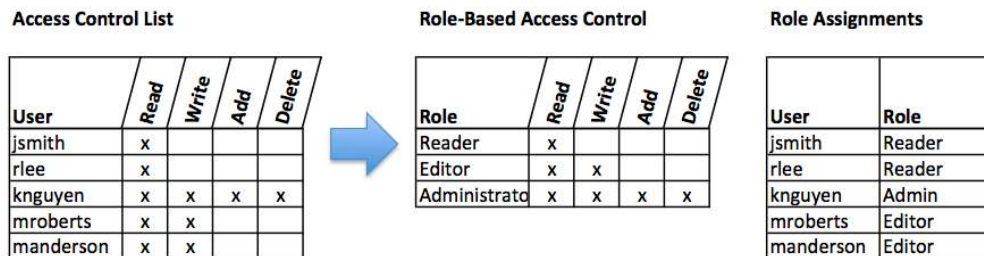 Access Control List
User Read Write Add Delete
jsmith x
rlee x
knguyen x x x x
mroberts x x
manderson x x
Role-Based Access Control
Role Read Write Add Delete
Reader x
Editor x x
Administrato x x x x
Role Assignments
User Role
jsmith Reader
rlee Reader
knguyen Admin
mroberts Editor
manderson Editor